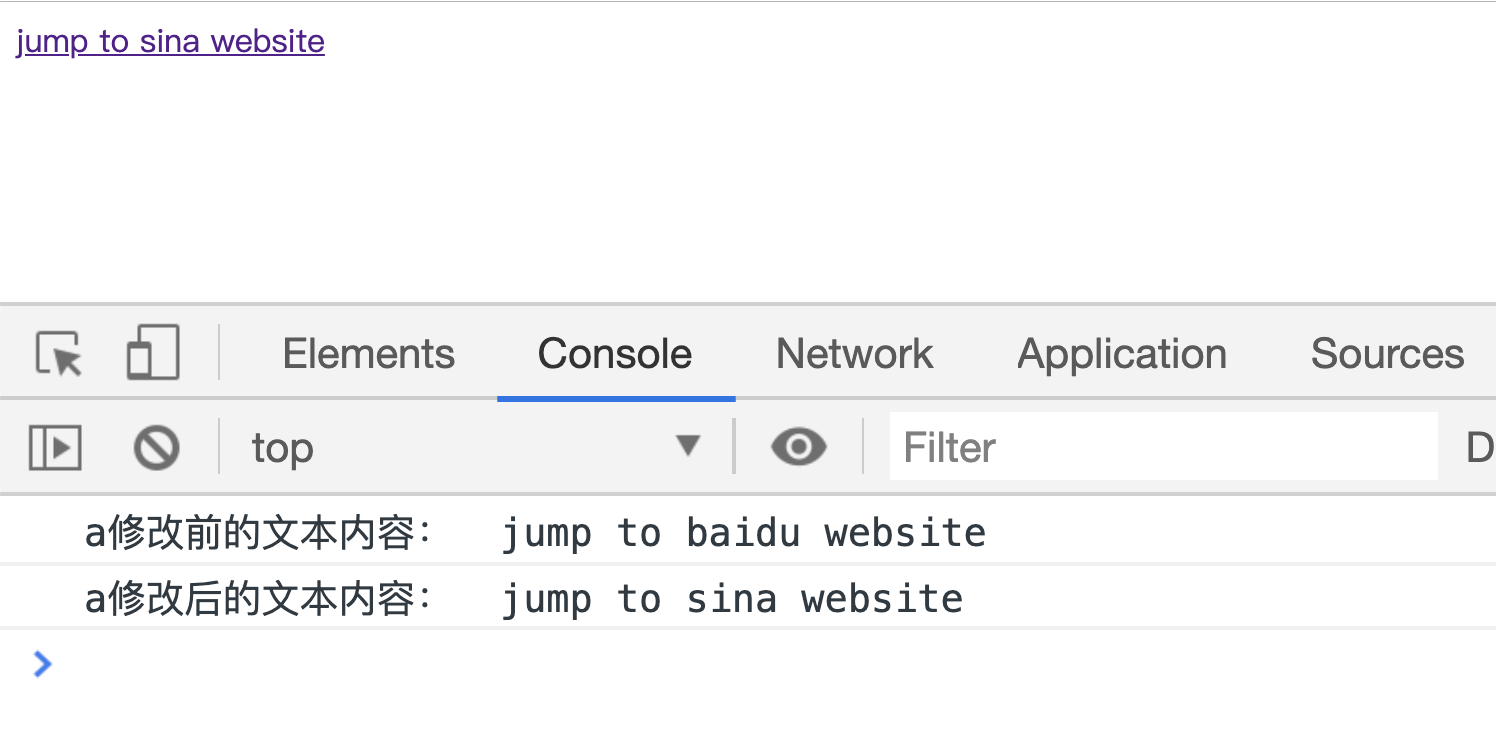 jump to sina website
Elements Console Network Application Sources
top ▼ Filter D
a修改前的文本内容： jump to baidu website
a修改后的文本内容： jump to sina website